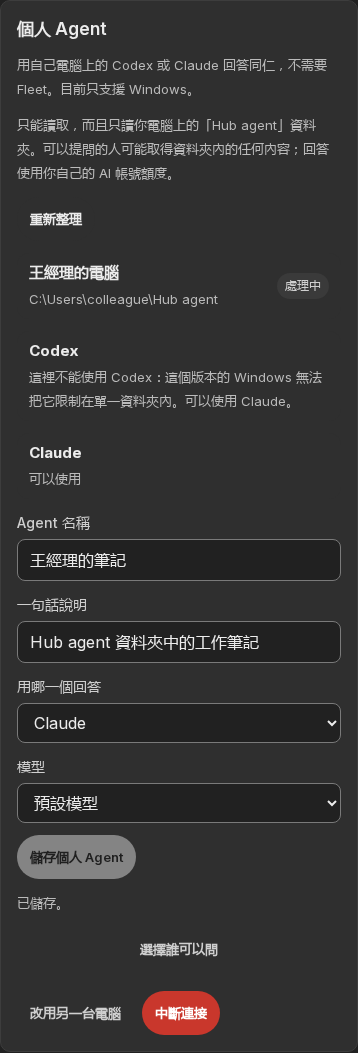 個人 Agent
用自己電腦上的 Codex 或 Claude 回答同仁，不需要
Fleet。目前只支援 Windows。
只能讀取，而且只讀你電腦上的「Hub agent」資料
夾。可以提問的人可能取得資料夾內的任何內容；回答
使用你自己的 AI 帳號額度。
重新整理
王經理的電腦
處理中
C:\Users\colleague\Hub agent
Codex
這裡不能使用 Codex：這個版本的 Windows 無法
把它限制在單一資料夾內。可以使用 Claude。
Claude
可以使用
Agent 名稱
王經理的筆記
一句話說明
Hub agent 資料夾中的工作筆記
用哪一個回答
Claude
模型
預設模型
儲存個人 Agent
已儲存。
選擇誰可以問
改用另一台電腦
中斷連接